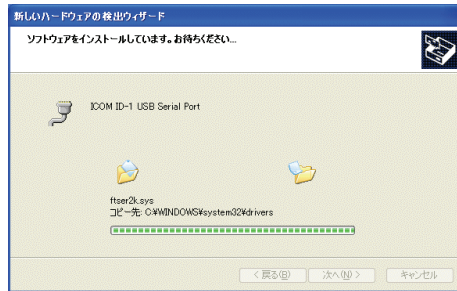 新しいハードウェアの検出ウィザード
ソフトウェアをインストールしています。お待ちください...
ICOM ID-1 USB Serial Port
ftser2k.sys
コピー先: C:¥WINDOWS¥system32¥drivers
< 戻る(B)
次へ(N) >
キャンセル